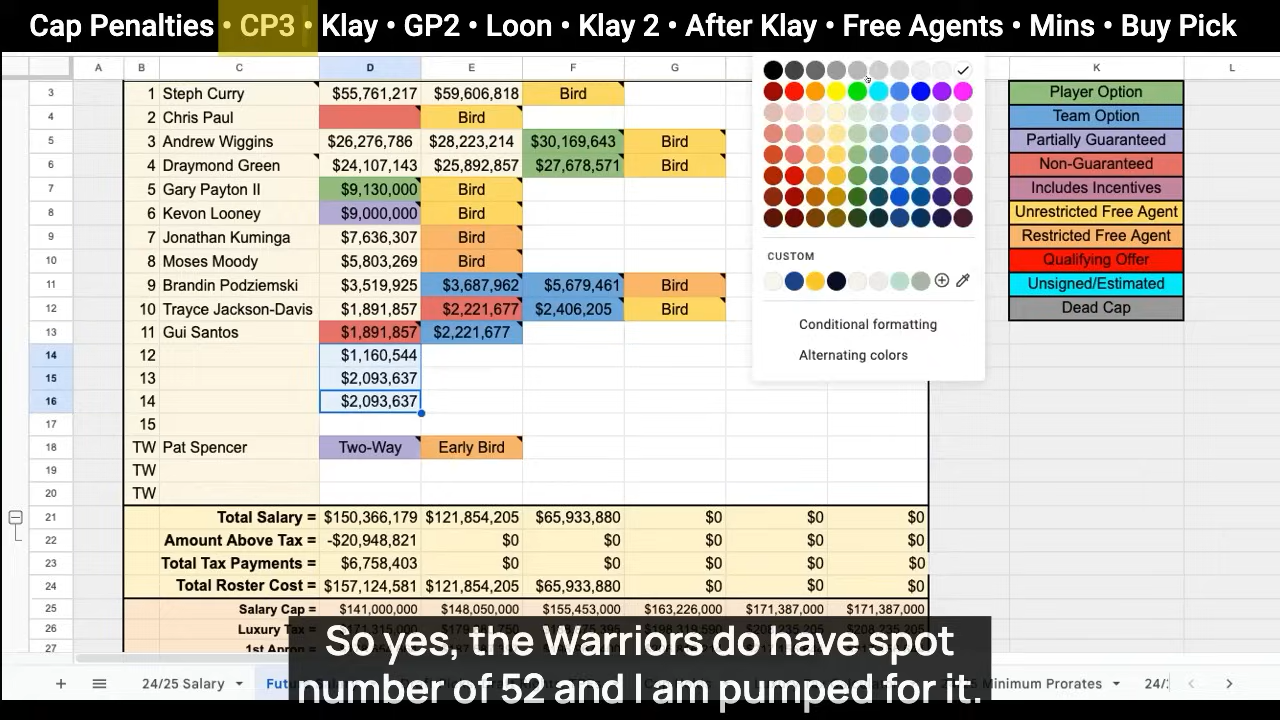 Cap Penalties • CP3 • Klay • GP2 • Loon • Klay 2 • After Klay • Free Agents • Mins • Buy Pick
A B C D E F G K L
3 1 Steph Curry $55,761,217 $59,606,818 Bird Player Option
4 2 Chris Paul Bird Team Option
5 3 Andrew Wiggins $26,276,786 $28,223,214 $30,169,643 Bird Partially Guaranteed
6 4 Draymond Green $24,107,143 $25,892,857 $27,678,571 Bird Non-Guaranteed
7 5 Gary Payton II $9,130,000 Bird Includes Incentives
8 6 Kevon Looney $9,000,000 Bird Unrestricted Free Agent
9 7 Jonathan Kuminga $7,636,307 Bird Restricted Free Agent
10 8 Moses Moody $5,803,269 Bird CUSTOM Qualifying Offer
11 9 Brandin Podziemski $3,519,925 $3,687,962 $5,679,461 Bird Unsigned/Estimated
12 10 Trayce Jackson-Davis $1,891,857 $2,221,677 $2,406,205 Bird Dead Cap
13 11 Gui Santos $1,891,857 $2,221,677 Conditional formatting
14 12 $1,160,544 Alternating colors
15 13 $2,093,637
16 14 $2,093,637
17 15
18 TW Pat Spencer Two-Way Early Bird
19 TW
20 TW
21 Total Salary = $150,366,179 $121,854,205 $65,933,880 $0 $0 $0
22 Amount Above Tax = -$20,948,821 $0 $0 $0 $0 $0
23 Total Tax Payments = $6,758,403 $0 $0 $0 $0 $0
24 Total Roster Cost = $157,124,581 $121,854,205 $65,933,880 $0 $0 $0
25 Salary Cap = $141,000,000 $148,050,000 $155,453,000 $163,226,000 $171,387,000 $171,387,000
26 Luxury Tax = $171,315,000
27 1st Apron
So yes, the Warriors do have spot
number of 52 and I am pumped for it.
24/25 Salary Minimum Prorates